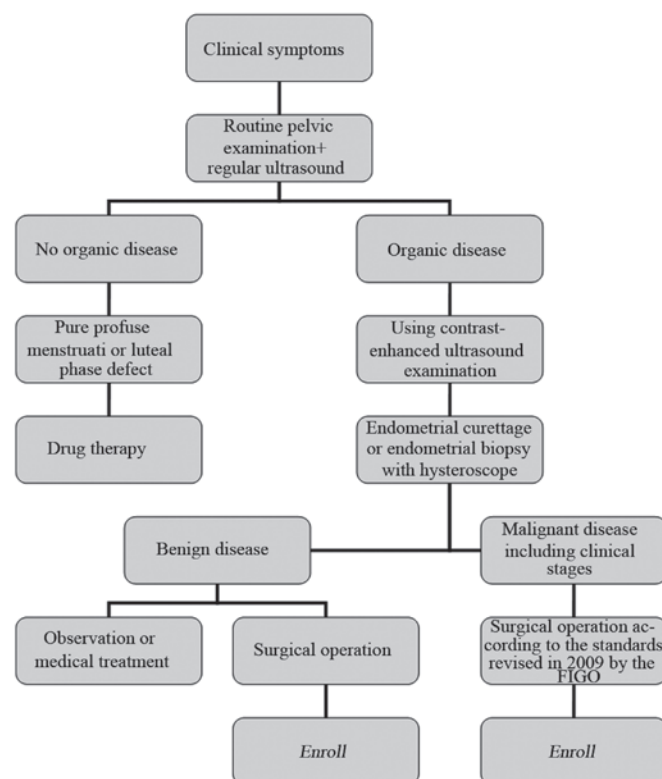 Clinical symptoms
Routine pelvic
examination+
regular ultrasound
No organic disease
Organic disease
Pure profuse
menstruati or luteal
phase defect
Using contrast-
enhanced ultrasound
examination
Drug therapy
Endometrial curettage
or endometrial biopsy
with hysteroscope
Benign disease
Malignant disease
including clinical
stages
Observation or
medical treatment
Surgical operation
Surgical operation ac-
cording to the standards
revised in 2009 by the
FIGO
Enroll
Enroll